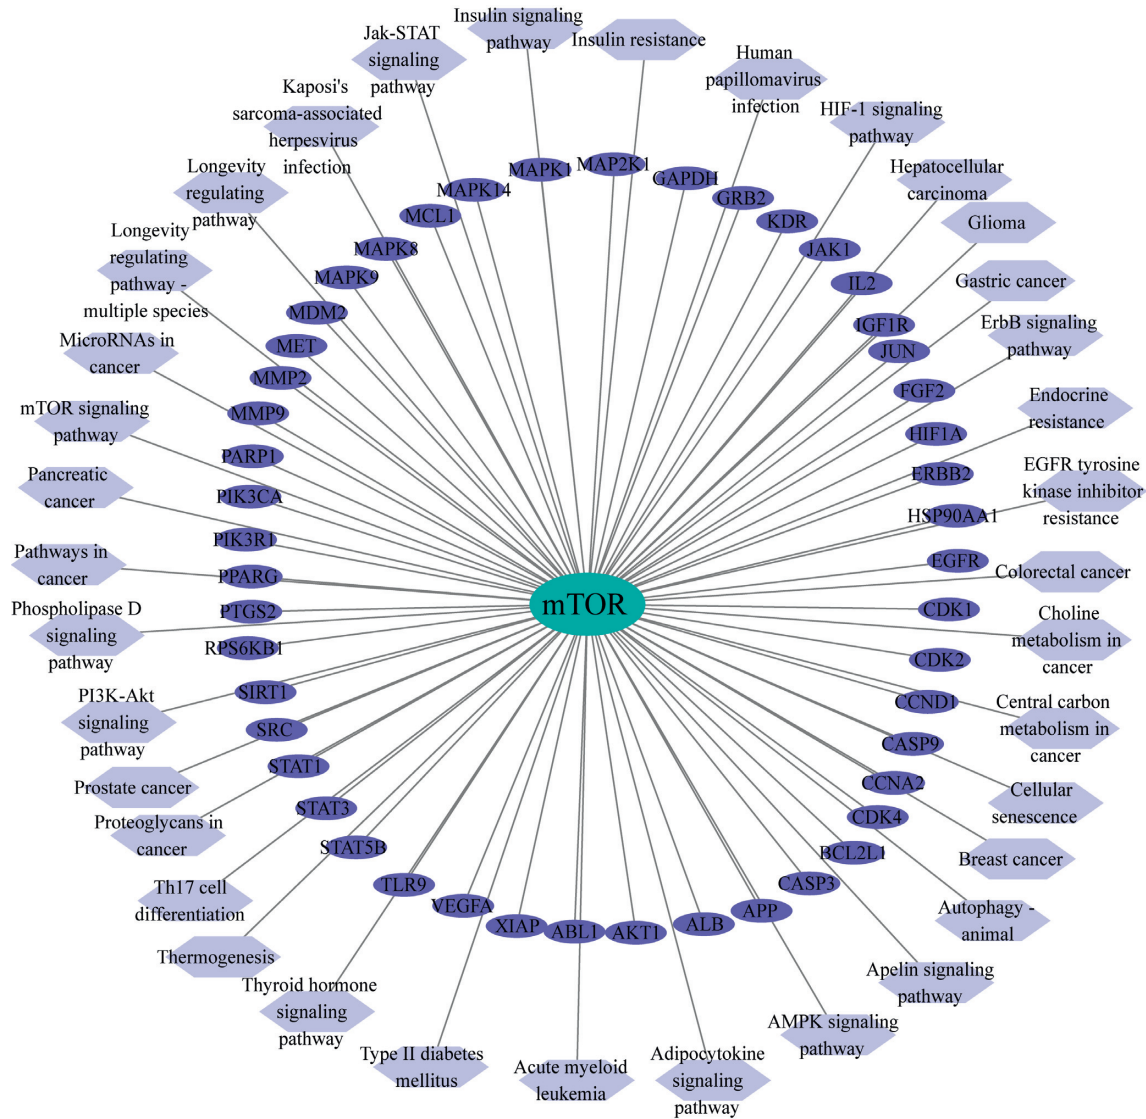 Insulin signaling
pathway
Insulin resistance
Jak-STAT
signaling
pathway
Human
papillomavirus
infection
Kaposi's
sarcoma-associated
herpesvirus
infection
HIF-1 signaling
pathway
Longevity
regulating
pathway
Hepatocellular
carcinoma
Glioma
Longevity
regulating
pathway -
multiple species
Gastric cancer
MicroRNAs in
cancer
ErbB signaling
pathway
mTOR signaling
pathway
Endocrine
resistance
Pancreatic
cancer
EGFR tyrosine
kinase inhibitor
resistance
Pathways in
cancer
Colorectal cancer
Phospholipase D
signaling
pathway
Choline
metabolism in
cancer
PI3K-Akt
signaling
pathway
Central carbon
metabolism in
cancer
Prostate cancer
Cellular
senescence
Proteoglycans in
cancer
Breast cancer
Th17 cell
differentiation
Autophagy -
animal
Thermogenesis
Apelin signaling
pathway
Thyroid hormone
signaling
pathway
AMPK signaling
pathway
Type II diabetes
mellitus
Acute myeloid
leukemia
Adipocytokine
signaling
pathway
MAPK1
MAP2K1
GAPDH
GRB2
KDR
JAK1
IL2
IGF1R
JUN
FGF2
HIF1A
ERBB2
HSP90AA1
EGFR
CDK1
CDK2
CCND1
CASP9
CCNA2
CDK4
BCL2L1
CASP3
APP
ALB
AKT1
ABL1
XIAP
VEGFA
TLR9
STAT5B
STAT3
STAT1
SRC
SIRT1
RPS6KB1
PTGS2
PPARG
PIK3R1
PIK3CA
PARP1
MMP9
MMP2
MET
MDM2
MAPK9
MAPK8
MCL1
MAPK14
mTOR